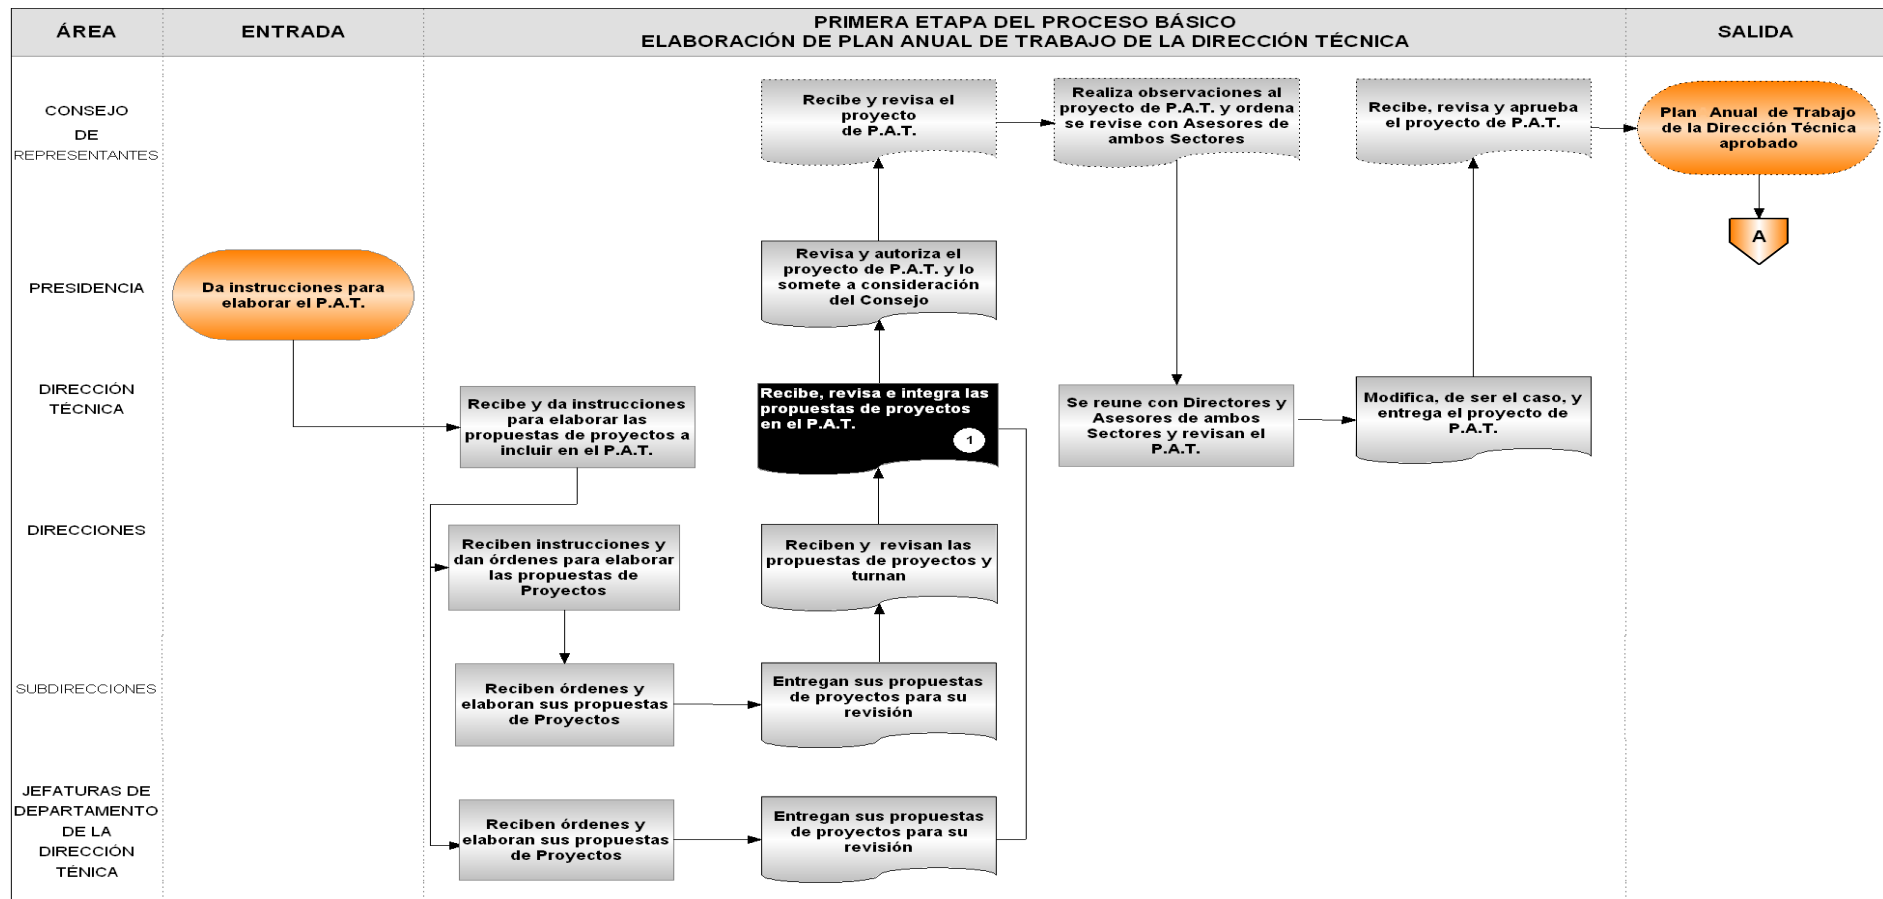 ÁREA
ENTRADA
PRIMERA ETAPA DEL PROCESO BÁSICO
ELABORACIÓN DE PLAN ANUAL DE TRABAJO DE LA DIRECCIÓN TÉCNICA
SALIDA
CONSEJO
DE
REPRESENTANTES
Recibe y revisa el
proyecto
de P.A.T.
Realiza observaciones al
proyecto de P.A.T. y ordena
se revise con Asesores de
ambos Sectores
Recibe, revisa y aprueba
el proyecto de P.A.T.
Plan Anual de Trabajo
de la Dirección Técnica
aprobado
A
PRESIDENCIA
Da instrucciones para
elaborar el P.A.T.
Revisa y autoriza el
proyecto de P.A.T. y lo
somete a consideración
del Consejo
DIRECCIÓN
TÉCNICA
Recibe y da instrucciones
para elaborar las
propuestas de proyectos a
incluir en el P.A.T.
Recibe, revisa e integra las
propuestas de proyectos
en el P.A.T.
1
Se reune con Directores y
Asesores de ambos
Sectores y revisan el
P.A.T.
Modifica, de ser el caso, y
entrega el proyecto de
P.A.T.
DIRECCIONES
Reciben instrucciones y
dan órdenes para elaborar
las propuestas de
Proyectos
Reciben y revisan las
propuestas de proyectos y
turnan
SUBDIRECCIONES
Reciben órdenes y
elaboran sus propuestas
de Proyectos
Entregan sus propuestas
de proyectos para su
revisión
JEFATURAS DE
DEPARTAMENTO
DE LA
DIRECCIÓN
TÉNICA
Reciben órdenes y
elaboran sus propuestas
de Proyectos
Entregan sus propuestas
de proyectos para su
revisión